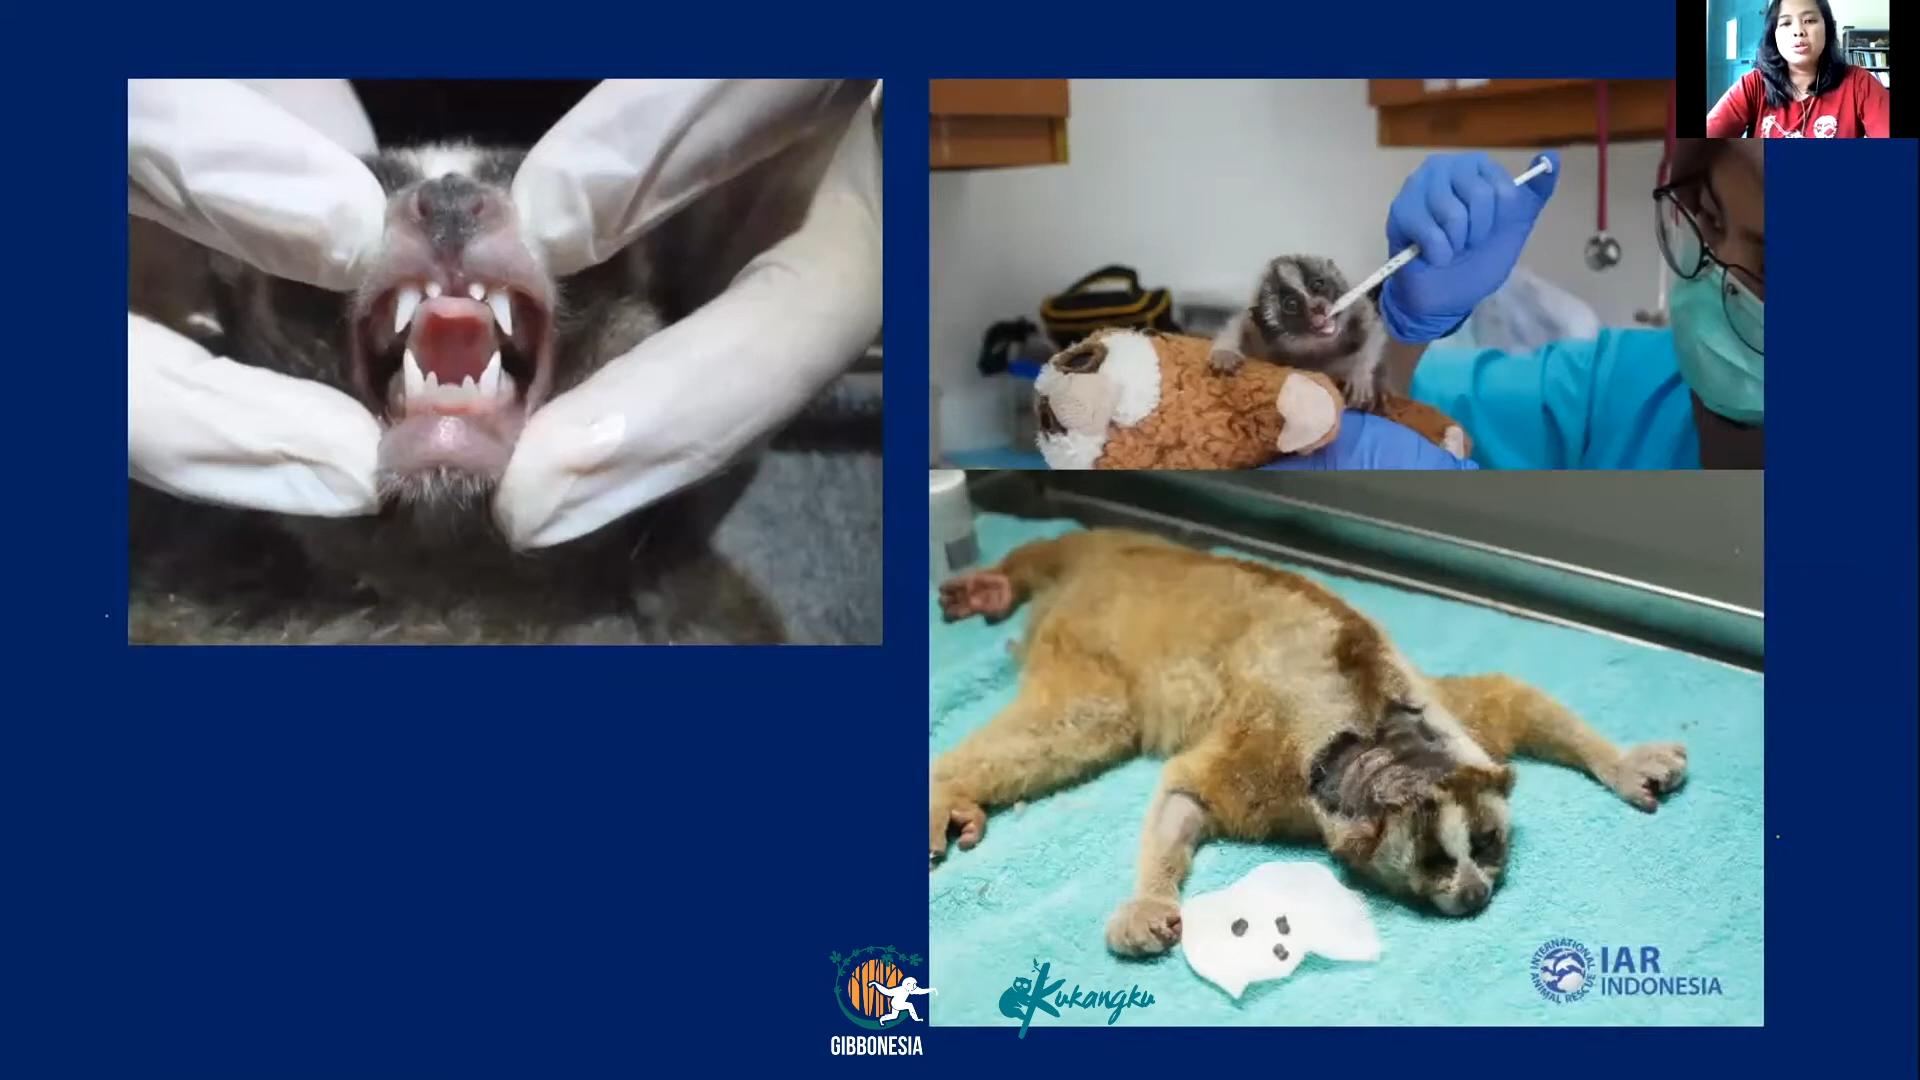 GIBBONESIA
Kukangku
INTERNATIONAL ANIMAL RESCUE
IAR
INDONESIA